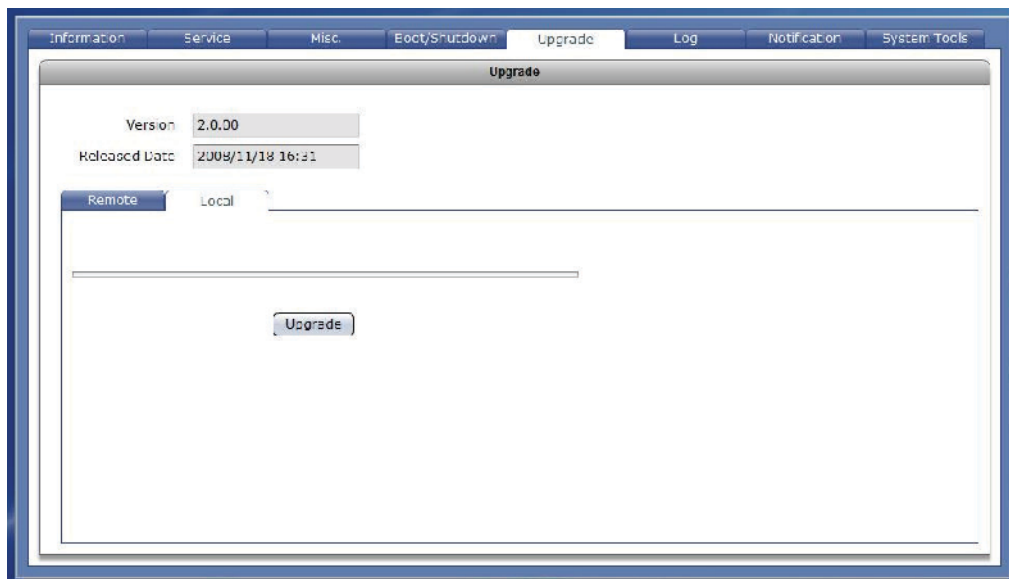 Information Service Misc. Boot/Shutdown Upgrade Log Notification System Tools
Upgrade
Version 2.0.00
Released Date 2008/11/18 16:31
Remote Local
Upgrade